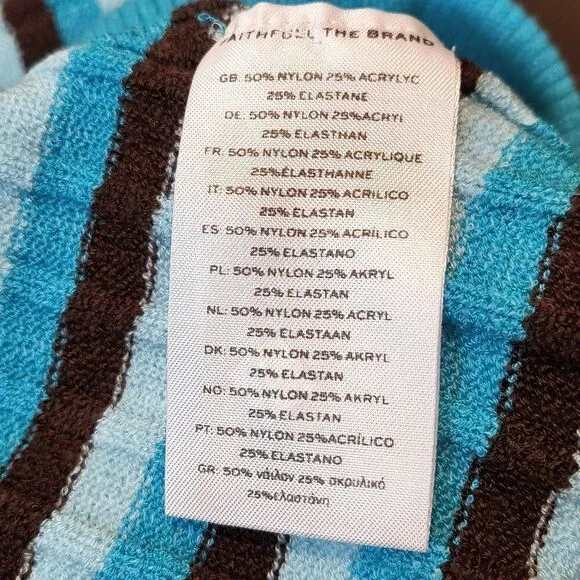 FAITHFULL THE BRAND
GB: 50% NYLON 25% ACRYLYC
25% ELASTANE
DE: 50% NYLON 25%ACRYL
25% ELASTHAN
FR: 50% NYLON 25% ACRYLIQUE
25%ÉLASTHANNE
IT: 50% NYLON 25% ACRILICO
25% ELASTAN
ES: 50% NYLON 25% ACRÍLICO
25% ELASTANO
PL: 50% NYLON 25% AKRYL
25% ELASTAN
NL: 50% NYLON 25% ACRYL
25% ELASTAAN
DK: 50% NYLON 25% AKRYL
25% ELASTAN
NO: 50% NYLON 25% AKRYL
25% ELASTAN
PT: 50% NYLON 25%ACRÍLICO
25% ELASTANO
GR: 50% νάιλον 25% ακρυλικό
25%ελαστάνη